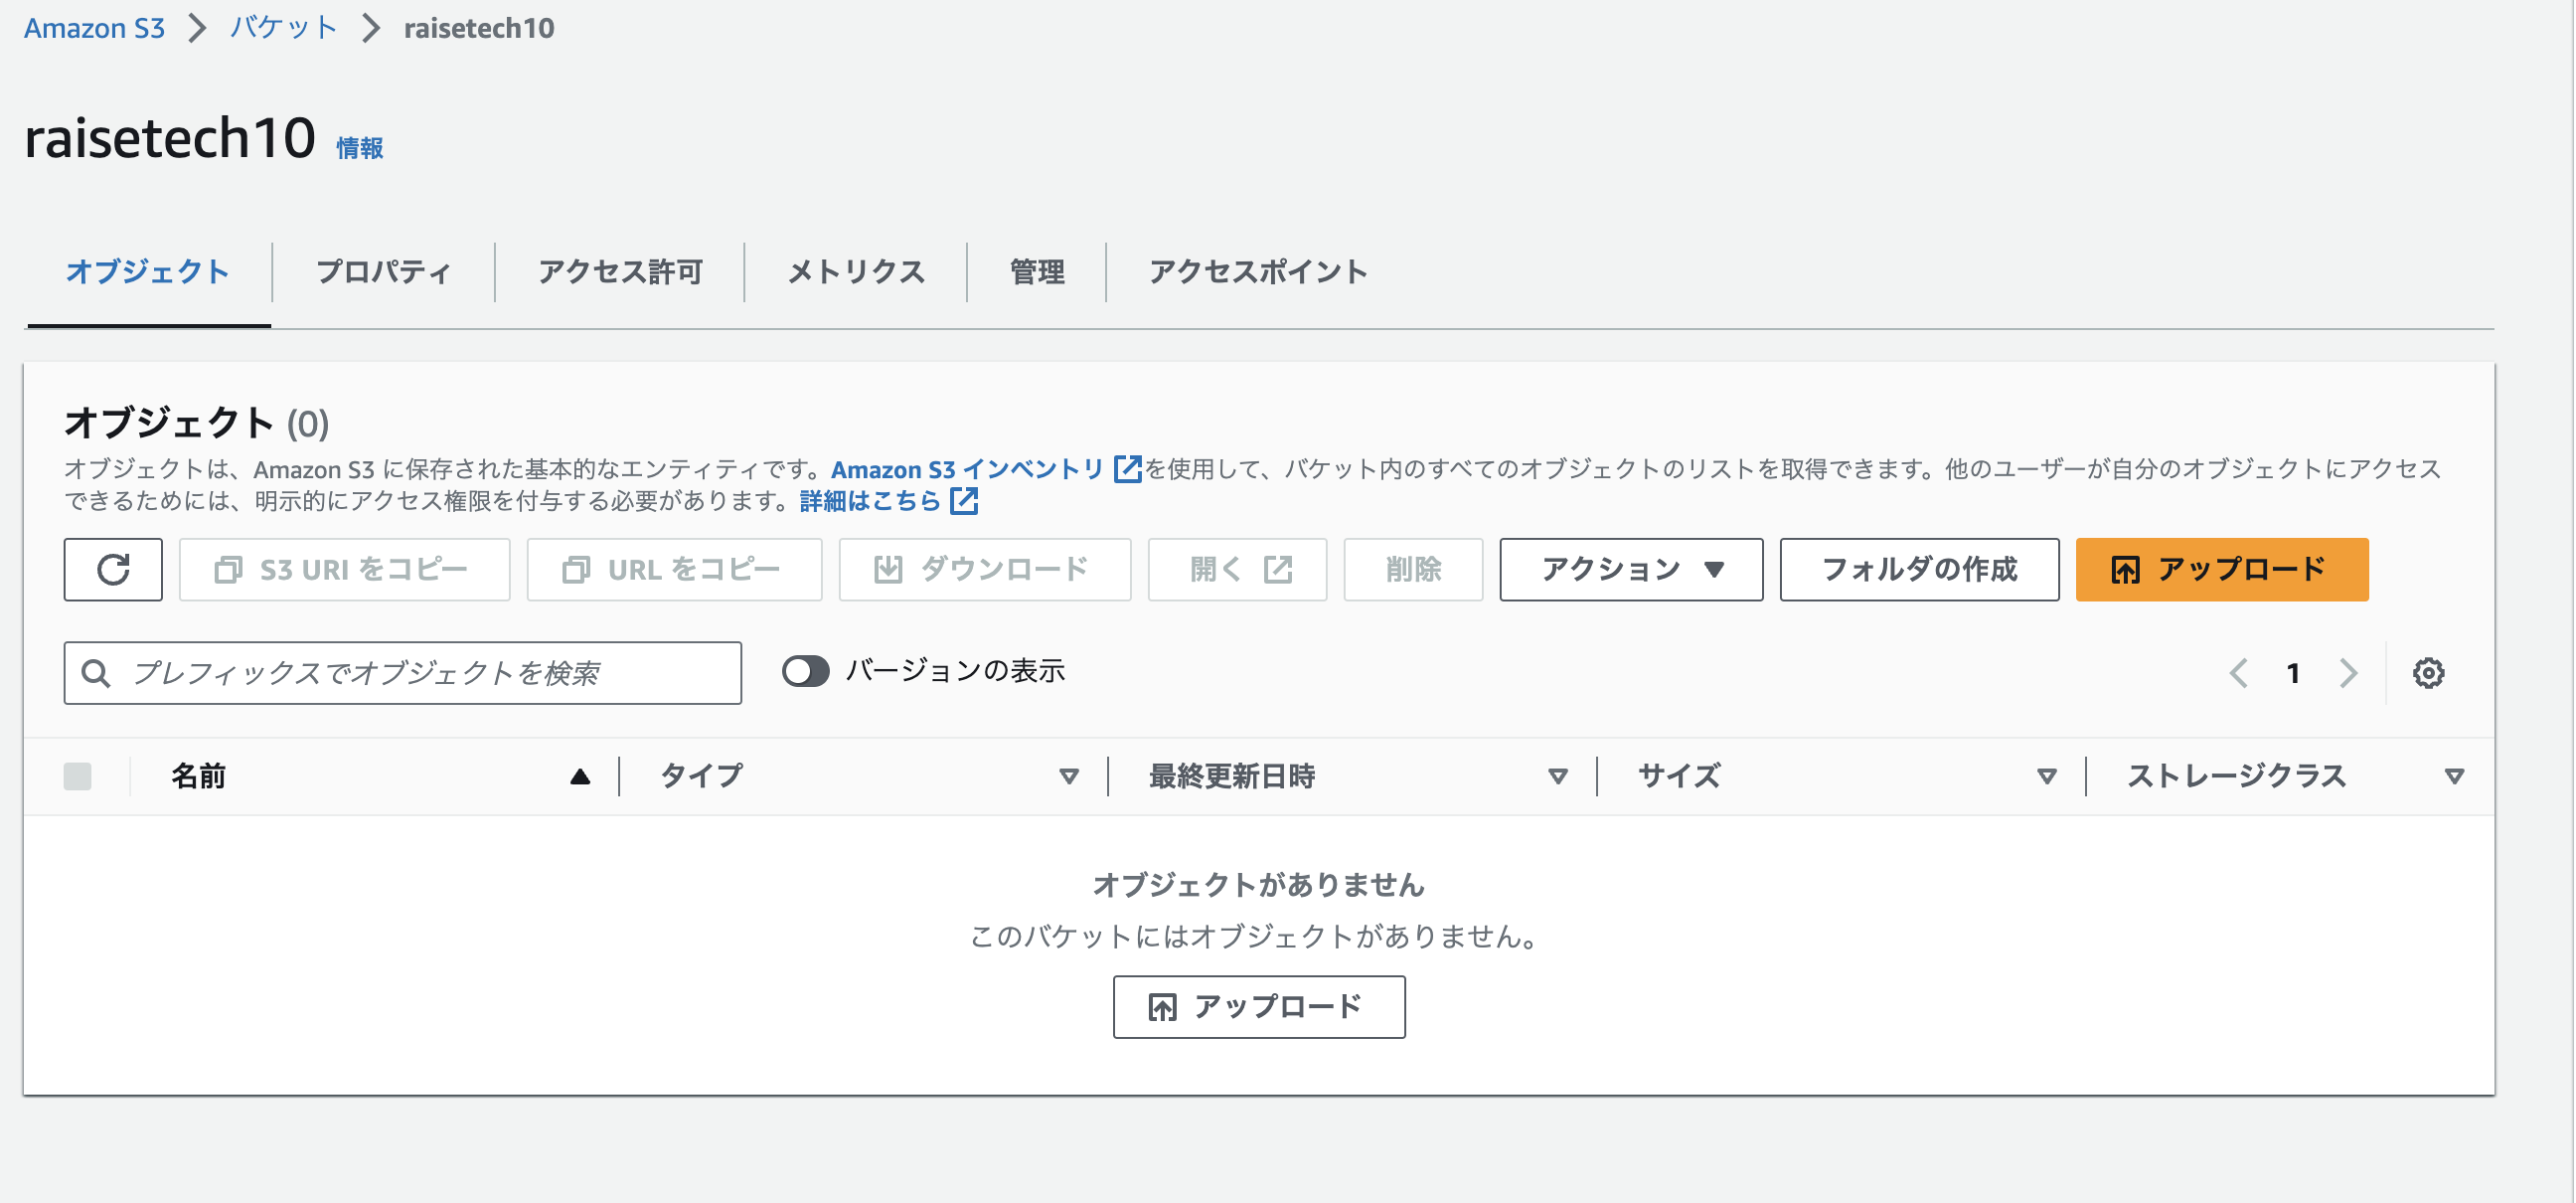 Amazon S3 > バケット > raisetech10
raisetech10 情報
オブジェクト プロパティ アクセス許可 メトリクス 管理 アクセスポイント
オブジェクト (0)
オブジェクトは、Amazon S3 に保存された基本的なエンティティです。Amazon S3 インベントリ を使用して、バケット内のすべてのオブジェクトのリストを取得できます。他のユーザーが自分のオブジェクトにアクセス
できるためには、明示的にアクセス権限を付与する必要があります。詳細はこちら
S3 URI をコピー URL をコピー ダウンロード 開く 削除 アクション フォルダの作成 アップロード
プレフィックスでオブジェクトを検索 バージョンの表示 1
名前 タイプ 最終更新日時 サイズ ストレージクラス
オブジェクトがありません
このバケットにはオブジェクトがありません。
アップロード